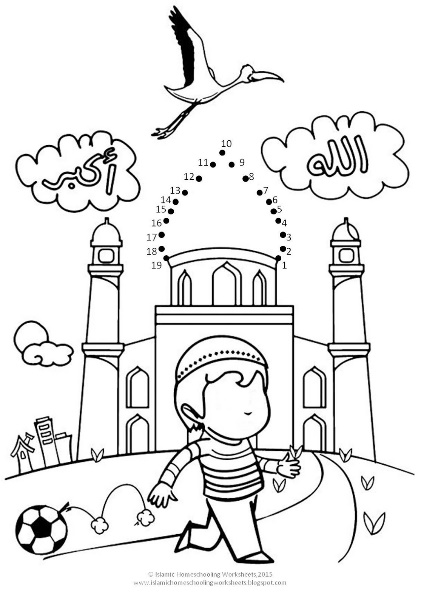 الله
أكبر
10
11 9
12 8
13 7
14 6
15 5
16 4
17 3
18 2
19 1
© Islamic Homeschooling Worksheets, 2015
www.islamichomeschoolingworksheets.blogspot.com